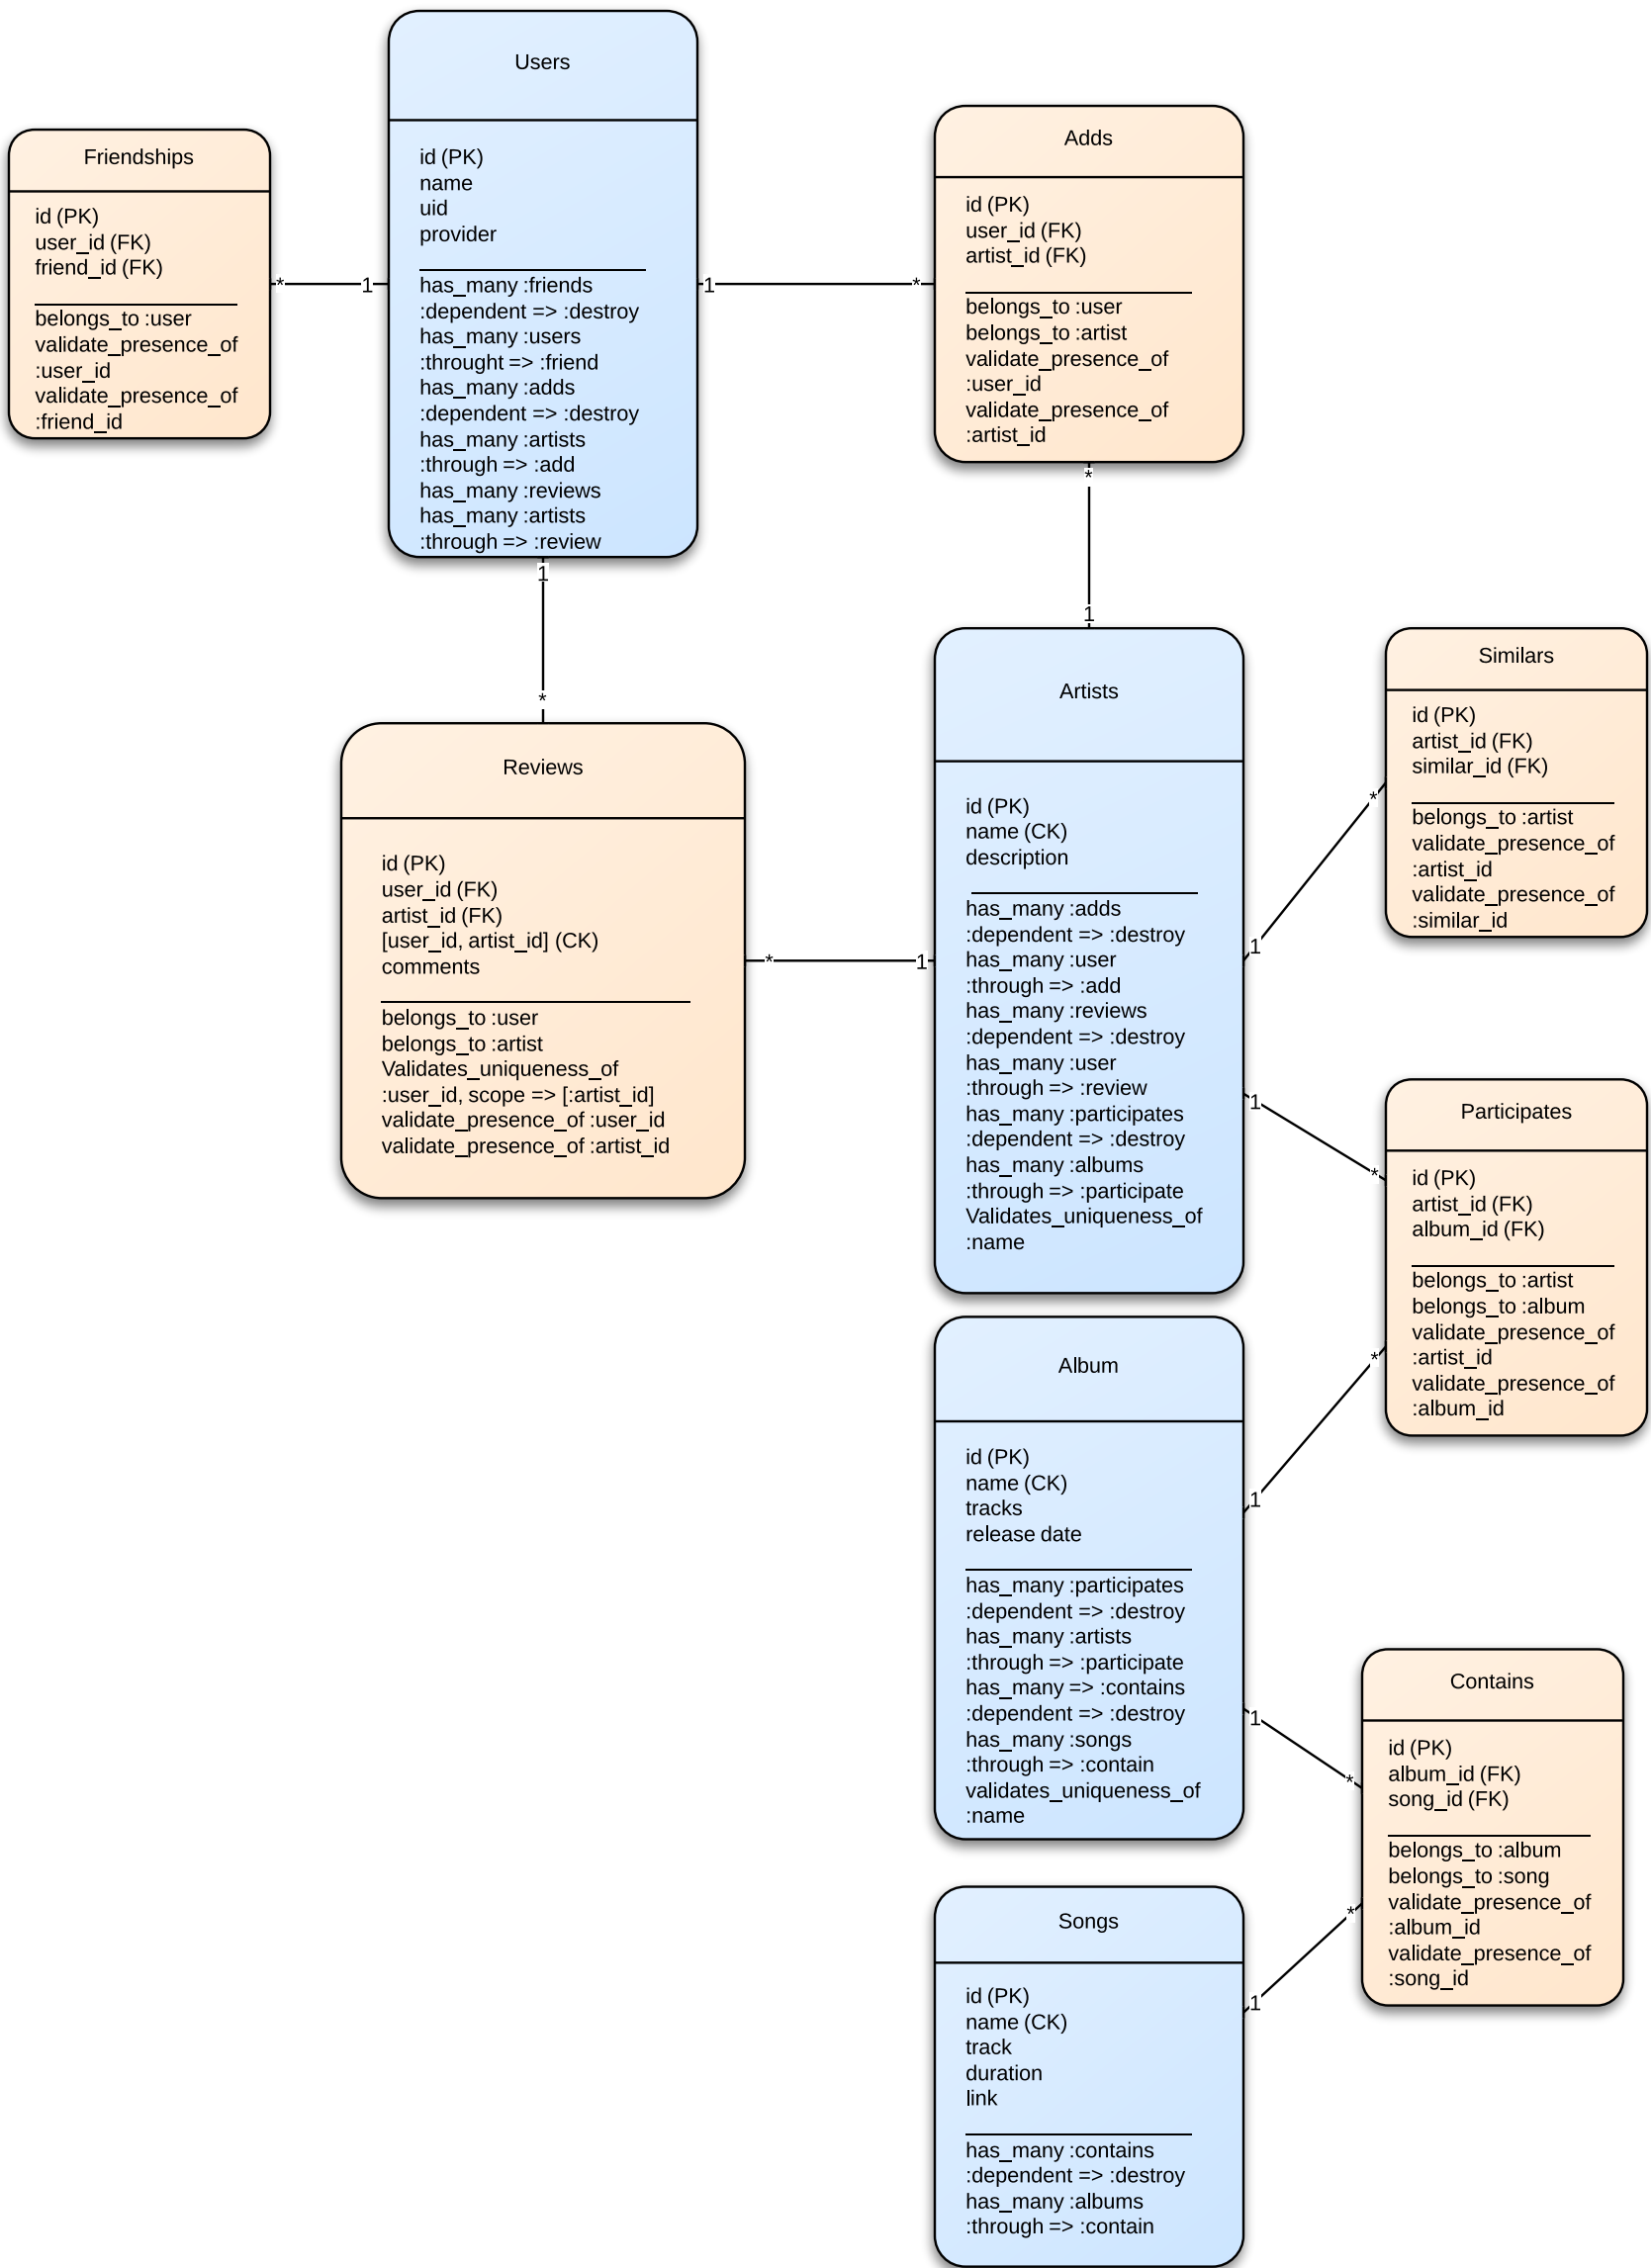 Users
id (PK)
name
uid
provider
has_many :friends
:dependent => :destroy
has_many :users
:throught => :friend
has_many :adds
:dependent => :destroy
has_many :artists
:through => :add
has_many :reviews
has_many :artists
:through => :review
Friendships
id (PK)
user_id (FK)
friend_id (FK)
belongs_to :user
validate_presence_of
:user_id
validate_presence_of
:friend_id
*
1
1
*
Adds
id (PK)
user_id (FK)
artist_id (FK)
belongs_to :user
belongs_to :artist
validate_presence_of
:user_id
validate_presence_of
:artist_id
*
1
1
*
Reviews
id (PK)
user_id (FK)
artist_id (FK)
[user_id, artist_id] (CK)
comments
belongs_to :user
belongs_to :artist
Validates_uniqueness_of
:user_id, scope => [:artist_id]
validate_presence_of :user_id
validate_presence_of :artist_id
*
1
Artists
id (PK)
name (CK)
description
has_many :adds
:dependent => :destroy
has_many :user
:through => :add
has_many :reviews
:dependent => :destroy
has_many :user
:through => :review
has_many :participates
:dependent => :destroy
has_many :albums
:through => :participate
Validates_uniqueness_of
:name
1
*
Similars
id (PK)
artist_id (FK)
similar_id (FK)
belongs_to :artist
validate_presence_of
:artist_id
validate_presence_of
:similar_id
1
*
Participates
id (PK)
artist_id (FK)
album_id (FK)
belongs_to :artist
belongs_to :album
validate_presence_of
:artist_id
validate_presence_of
:album_id
*
1
Album
id (PK)
name (CK)
tracks
release date
has_many :participates
:dependent => :destroy
has_many :artists
:through => :participate
has_many => :contains
:dependent => :destroy
has_many :songs
:through => :contain
validates_uniqueness_of
:name
1
*
Contains
id (PK)
album_id (FK)
song_id (FK)
belongs_to :album
belongs_to :song
validate_presence_of
:album_id
validate_presence_of
:song_id
*
1
Songs
id (PK)
name (CK)
track
duration
link
has_many :contains
:dependent => :destroy
has_many :albums
:through => :contain